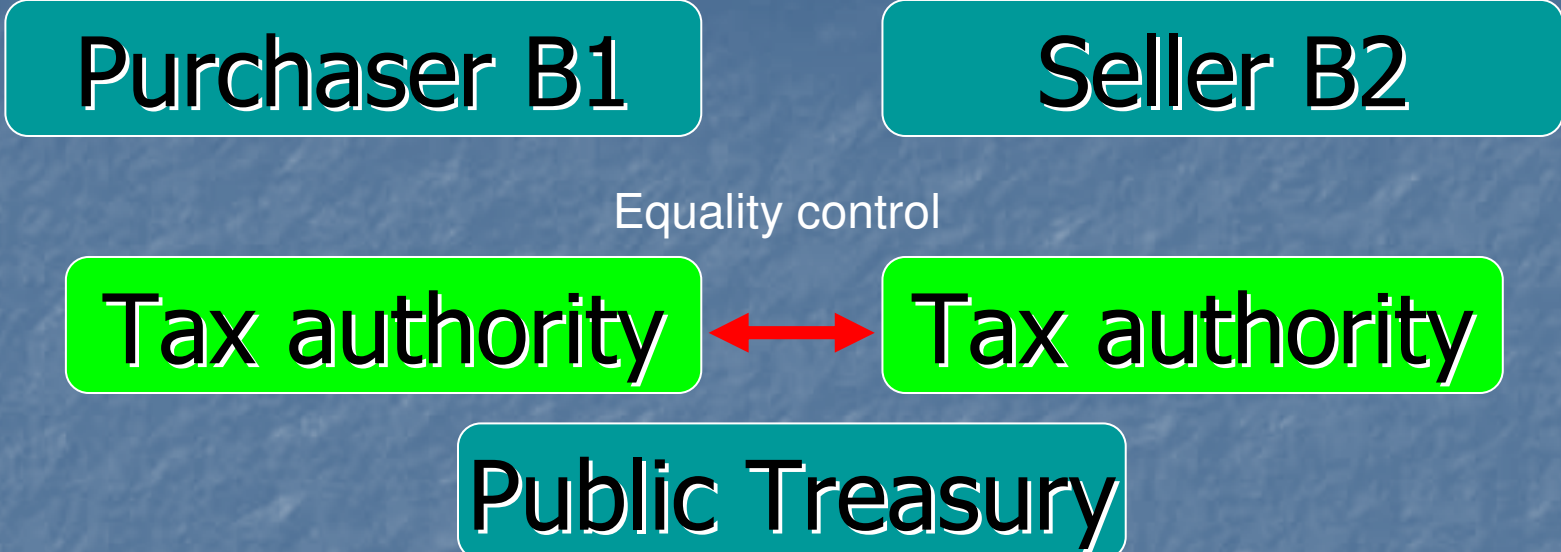 Purchaser B1
Seller B2
Equality control
Tax authority
Tax authority
Public Treasury